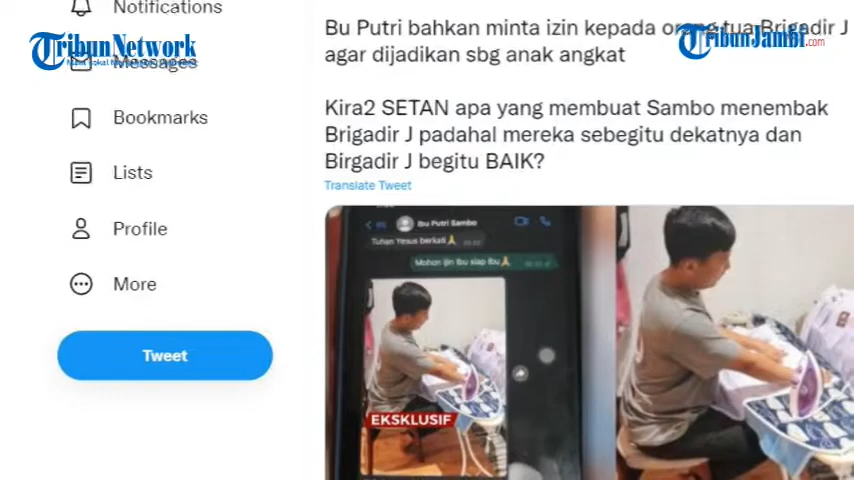 Notifications
Tribun Network
Messages
Bookmarks
Lists
Profile
More
Tweet
Bu Putri bahkan minta izin kepada orang tua Brigadir J
TribunJambi.com
agar dijadikan sbg anak angkat
Kira2 SETAN apa yang membuat Sambo menembak
Brigadir J padahal mereka sebegitu dekatnya dan
Birgadir J begitu BAIK?
Translate Tweet
Ibu Putri Sambo
Tuhan Yesus berkati🙏
Mohon ijin Ibu siap Ibu🙏
EKSKLUSIF